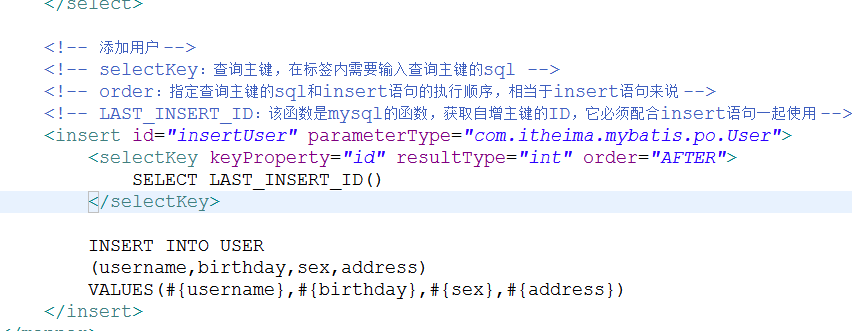 </select>
<!-- 添加用户 -->
<!-- selectKey：查询主键，在标签内需要输入查询主键的sql -->
<!-- order：指定查询主键的sql和insert语句的执行顺序，相当于insert语句来说 -->
<!-- LAST_INSERT_ID：该函数是mysql的函数，获取自增主键的ID，它必须配合insert语句一起使用 -->
<insert id="insertUser" parameterType="com.itheima.mybatis.po.User">
<selectKey keyProperty="id" resultType="int" order="AFTER">
SELECT LAST_INSERT_ID()
</selectKey>
INSERT INTO USER
(username,birthday,sex,address)
VALUES(#{username},#{birthday},#{sex},#{address})
</insert>